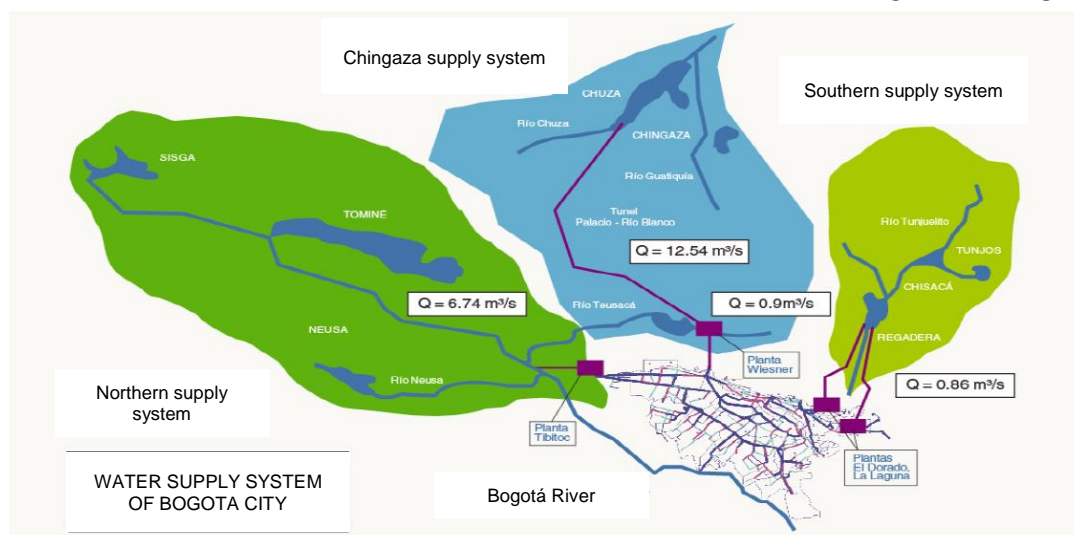 Chingaza supply system
Southern supply system
CHUZA
Río Chuza
CHINGAZA
SISGA
Río Guatiquía
Río Tunjuelito
TOMINÉ
Tunel
Palacio - Río Blanco
TUNJOS
Q = 12.54 m³/s
CHISACÁ
Q = 6.74 m³/s
Q = 0.9m³/s
Río Teusacá
NEUSA
REGADERA
Planta
Wiesner
Río Neusa
Q = 0.86 m³/s
Northern supply
system
Planta
Tibitoc
Plantas
El Dorado,
La Laguna
WATER SUPPLY SYSTEM
OF BOGOTA CITY
Bogotá River